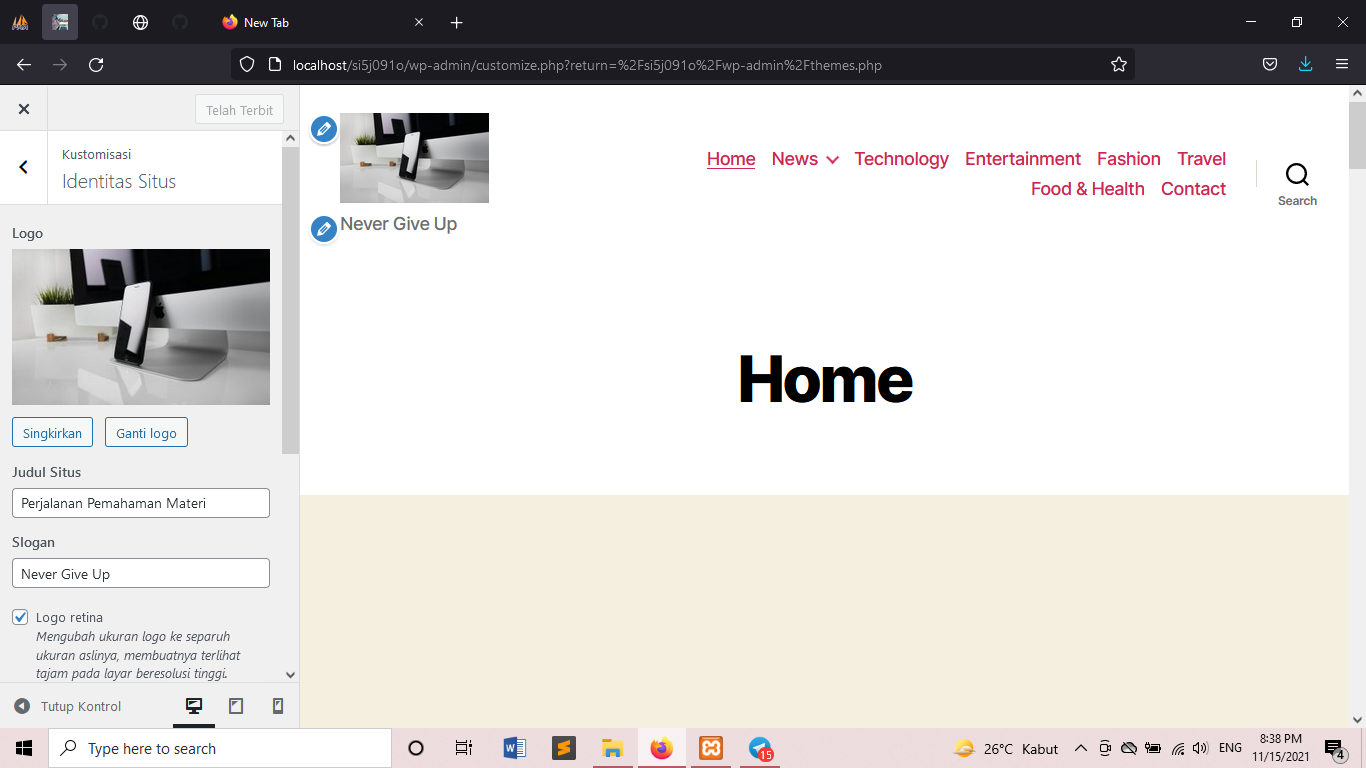 New Tab
localhost/si5j091o/wp-admin/customize.php?return=%2Fsi5j091o%2Fwp-admin%2Fthemes.php
Telah Terbit
Kustomisasi
Identitas Situs
Logo
Singkirkan
Ganti logo
Judul Situs
Perjalanan Pemahaman Materi
Slogan
Never Give Up
Logo retina
Mengubah ukuran logo ke separuh
ukuran aslinya, membuatnya terlihat
tajam pada layar beresolusi tinggi.
Tutup Kontrol
Never Give Up
Home News Technology Entertainment Fashion Travel
Food & Health Contact
Search
Home
Type here to search
15
26°C Kabut
ENG
8:38 PM
11/15/2021
4